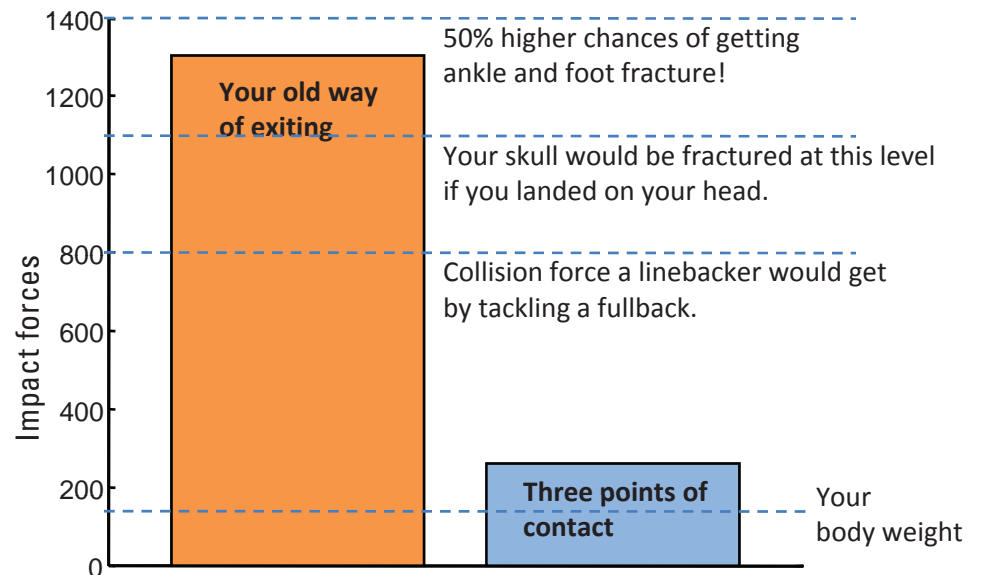 1400
50% higher chances of getting
ankle and foot fracture!
Your old way
of exiting
1200
Your skull would be fractured at this level
if you landed on your head.
1000
800
Collision force a linebacker would get
by tackling a fullback.
600
Impact forces
400
200
Three points of
contact
Your
body weight
0